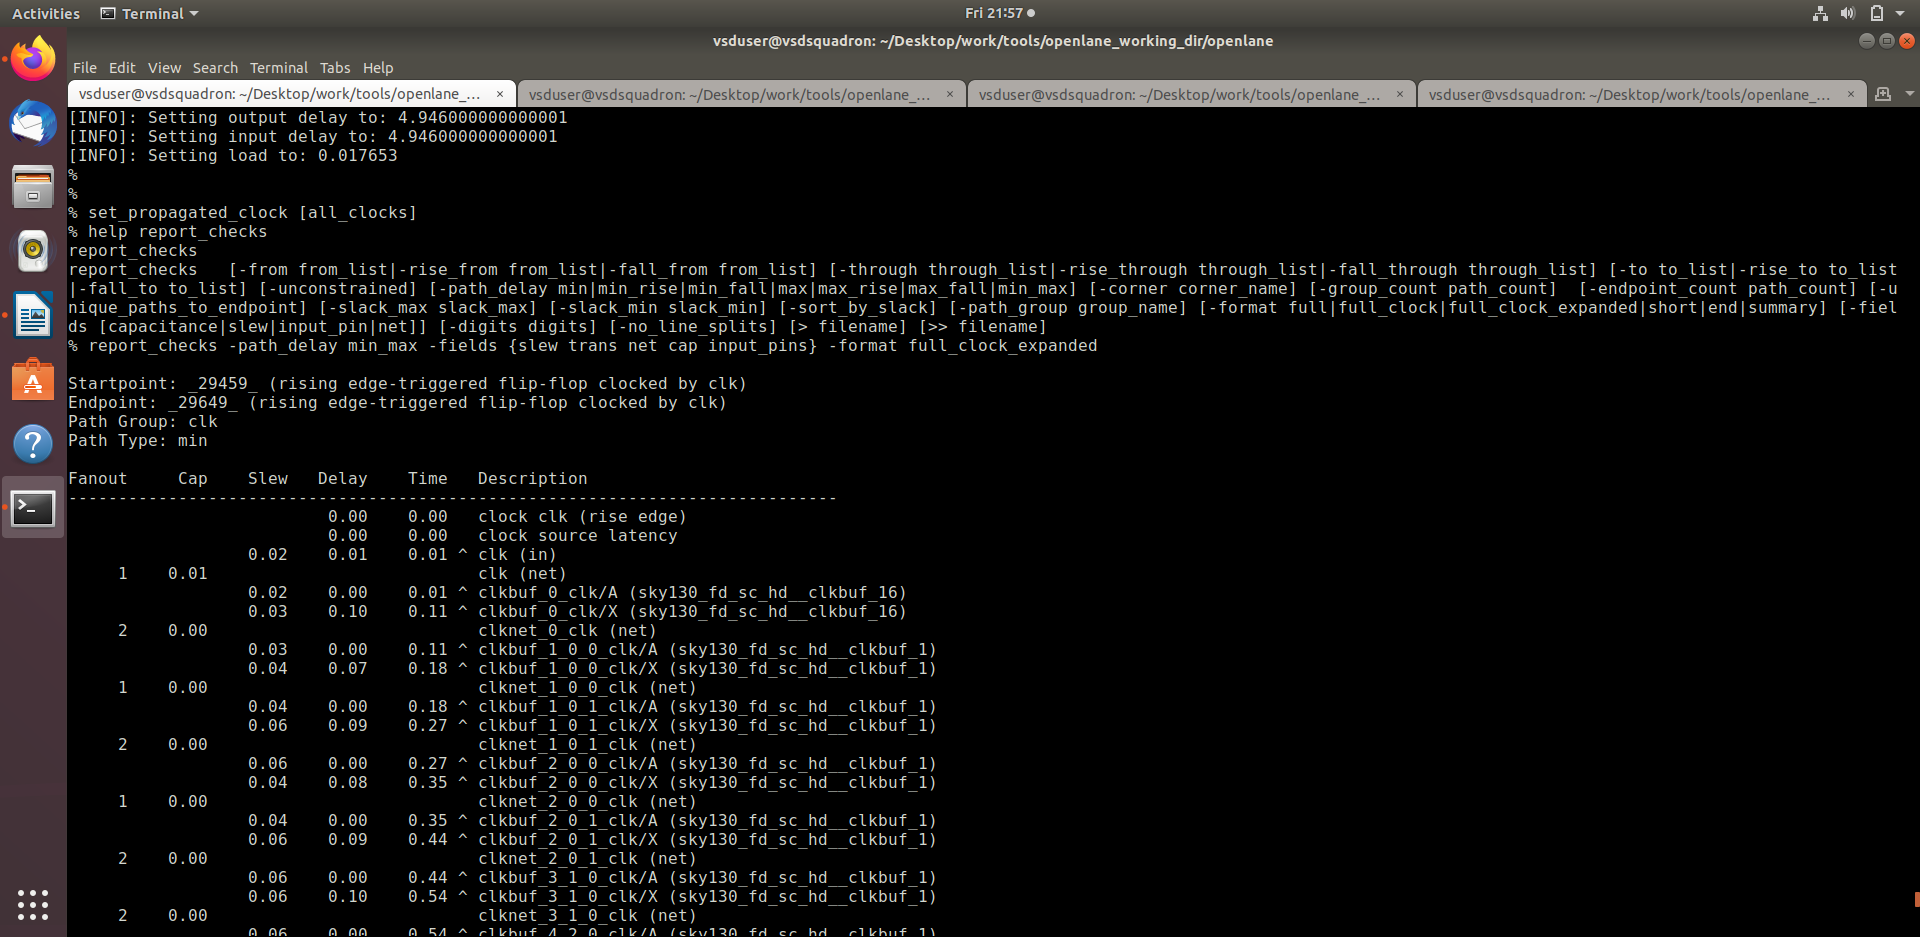 Activities Terminal Fri 21:57
vsduser@vsdsquadron: ~/Desktop/work/tools/openlane_working_dir/openlane
File Edit View Search Terminal Tabs Help
vsduser@vsdsquadron: ~/Desktop/work/tools/openlane_... × vsduser@vsdsquadron: ~/Desktop/work/tools/openlane_... × vsduser@vsdsquadron: ~/Desktop/work/tools/openlane_... × vsduser@vsdsquadron: ~/Desktop/work/tools/openlane_... ×
[INFO]: Setting output delay to: 4.946000000000001
[INFO]: Setting input delay to: 4.946000000000001
[INFO]: Setting load to: 0.017653
%
%
% set_propagated_clock [all_clocks]
% help report_checks
report_checks
report_checks   [-from from_list|-rise_from from_list|-fall_from from_list] [-through through_list|-rise_through through_list|-fall_through through_list] [-to to_list|-rise_to to_list
|-fall_to to_list] [-unconstrained] [-path_delay min|min_rise|min_fall|max|max_rise|max_fall|min_max] [-corner corner_name] [-group_count path_count]  [-endpoint_count path_count] [-u
nique_paths_to_endpoint] [-slack_max slack_max] [-slack_min slack_min] [-sort_by_slack] [-path_group group_name] [-format full|full_clock|full_clock_expanded|short|end|summary] [-fiel
ds [capacitance|slew|input_pin|net]] [-digits digits] [-no_line_splits] [> filename] [>> filename]
% report_checks -path_delay min_max -fields {slew trans net cap input_pins} -format full_clock_expanded

Startpoint: _29459_ (rising edge-triggered flip-flop clocked by clk)
Endpoint: _29649_ (rising edge-triggered flip-flop clocked by clk)
Path Group: clk
Path Type: min

Fanout     Cap    Slew   Delay    Time   Description
-----------------------------------------------------------------------------
                          0.00    0.00   clock clk (rise edge)
                          0.00    0.00   clock source latency
                  0.02    0.01    0.01 ^ clk (in)
     1    0.01                           clk (net)
                  0.02    0.00    0.01 ^ clkbuf_0_clk/A (sky130_fd_sc_hd__clkbuf_16)
                  0.03    0.10    0.11 ^ clkbuf_0_clk/X (sky130_fd_sc_hd__clkbuf_16)
     2    0.00                           clknet_0_clk (net)
                  0.03    0.00    0.11 ^ clkbuf_1_0_0_clk/A (sky130_fd_sc_hd__clkbuf_1)
                  0.04    0.07    0.18 ^ clkbuf_1_0_0_clk/X (sky130_fd_sc_hd__clkbuf_1)
     1    0.00                           clknet_1_0_0_clk (net)
                  0.04    0.00    0.18 ^ clkbuf_1_0_1_clk/A (sky130_fd_sc_hd__clkbuf_1)
                  0.06    0.09    0.27 ^ clkbuf_1_0_1_clk/X (sky130_fd_sc_hd__clkbuf_1)
     2    0.00                           clknet_1_0_1_clk (net)
                  0.06    0.00    0.27 ^ clkbuf_2_0_0_clk/A (sky130_fd_sc_hd__clkbuf_1)
                  0.04    0.08    0.35 ^ clkbuf_2_0_0_clk/X (sky130_fd_sc_hd__clkbuf_1)
     1    0.00                           clknet_2_0_0_clk (net)
                  0.04    0.00    0.35 ^ clkbuf_2_0_1_clk/A (sky130_fd_sc_hd__clkbuf_1)
                  0.06    0.09    0.44 ^ clkbuf_2_0_1_clk/X (sky130_fd_sc_hd__clkbuf_1)
     2    0.00                           clknet_2_0_1_clk (net)
                  0.06    0.00    0.44 ^ clkbuf_3_1_0_clk/A (sky130_fd_sc_hd__clkbuf_1)
                  0.06    0.10    0.54 ^ clkbuf_3_1_0_clk/X (sky130_fd_sc_hd__clkbuf_1)
     2    0.00                           clknet_3_1_0_clk (net)
                  0.06    0.00    0.54 ^ clkbuf_4_2_0_clk/A (sky130_fd_sc_hd__clkbuf_1)